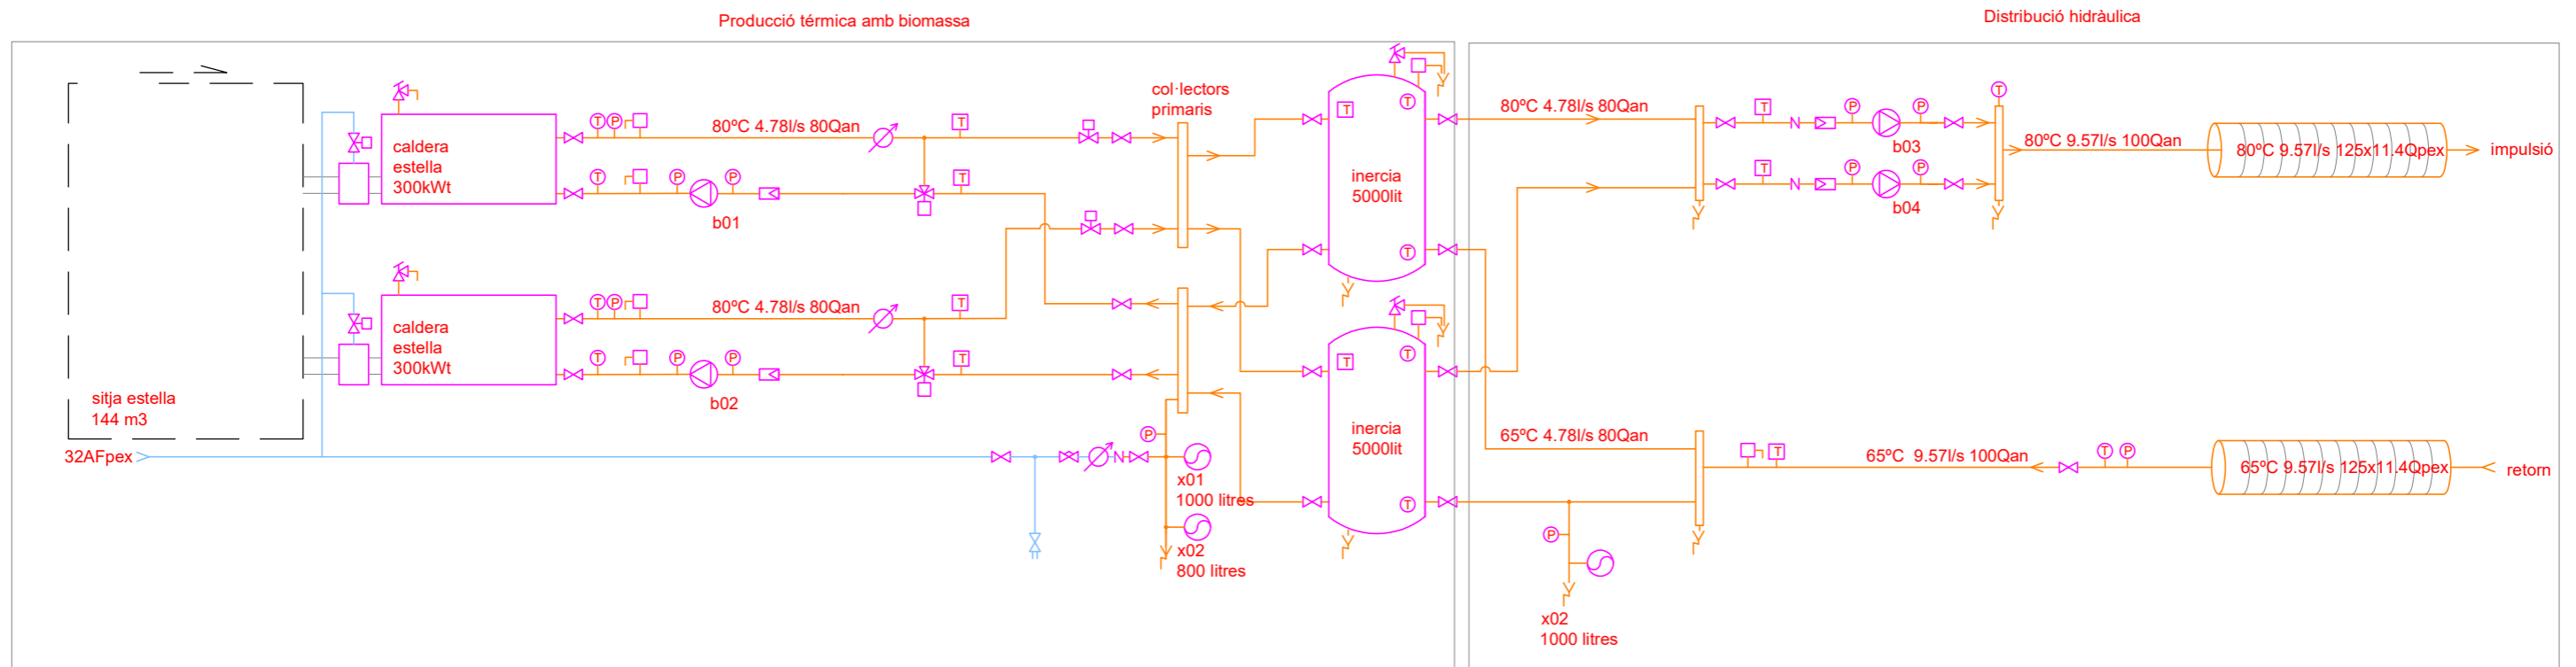 Producció térmica amb biomassa
Distribució hidràulica
caldera
estella
300kWt
T
P
80ºC 4.78l/s 80Qan
T
T
P
P
b01
T
col·lectors
primaris
T
T
inercia
5000lit
T
80ºC 4.78l/s 80Qan
T
N
P
P
b03
T
N
P
P
b04
T
80ºC 9.57l/s 100Qan
80ºC 9.57l/s 125x11.4Qpex
impulsió
caldera
estella
300kWt
T
P
80ºC 4.78l/s 80Qan
T
T
P
P
b02
T
T
T
inercia
5000lit
T
sitja estella
144 m3
32AFpex
N
P
x01
1000 litres
x02
800 litres
65ºC 4.78l/s 80Qan
P
x02
1000 litres
T
65ºC  9.57l/s 100Qan
T
P
65ºC 9.57l/s 125x11.4Qpex
retorn